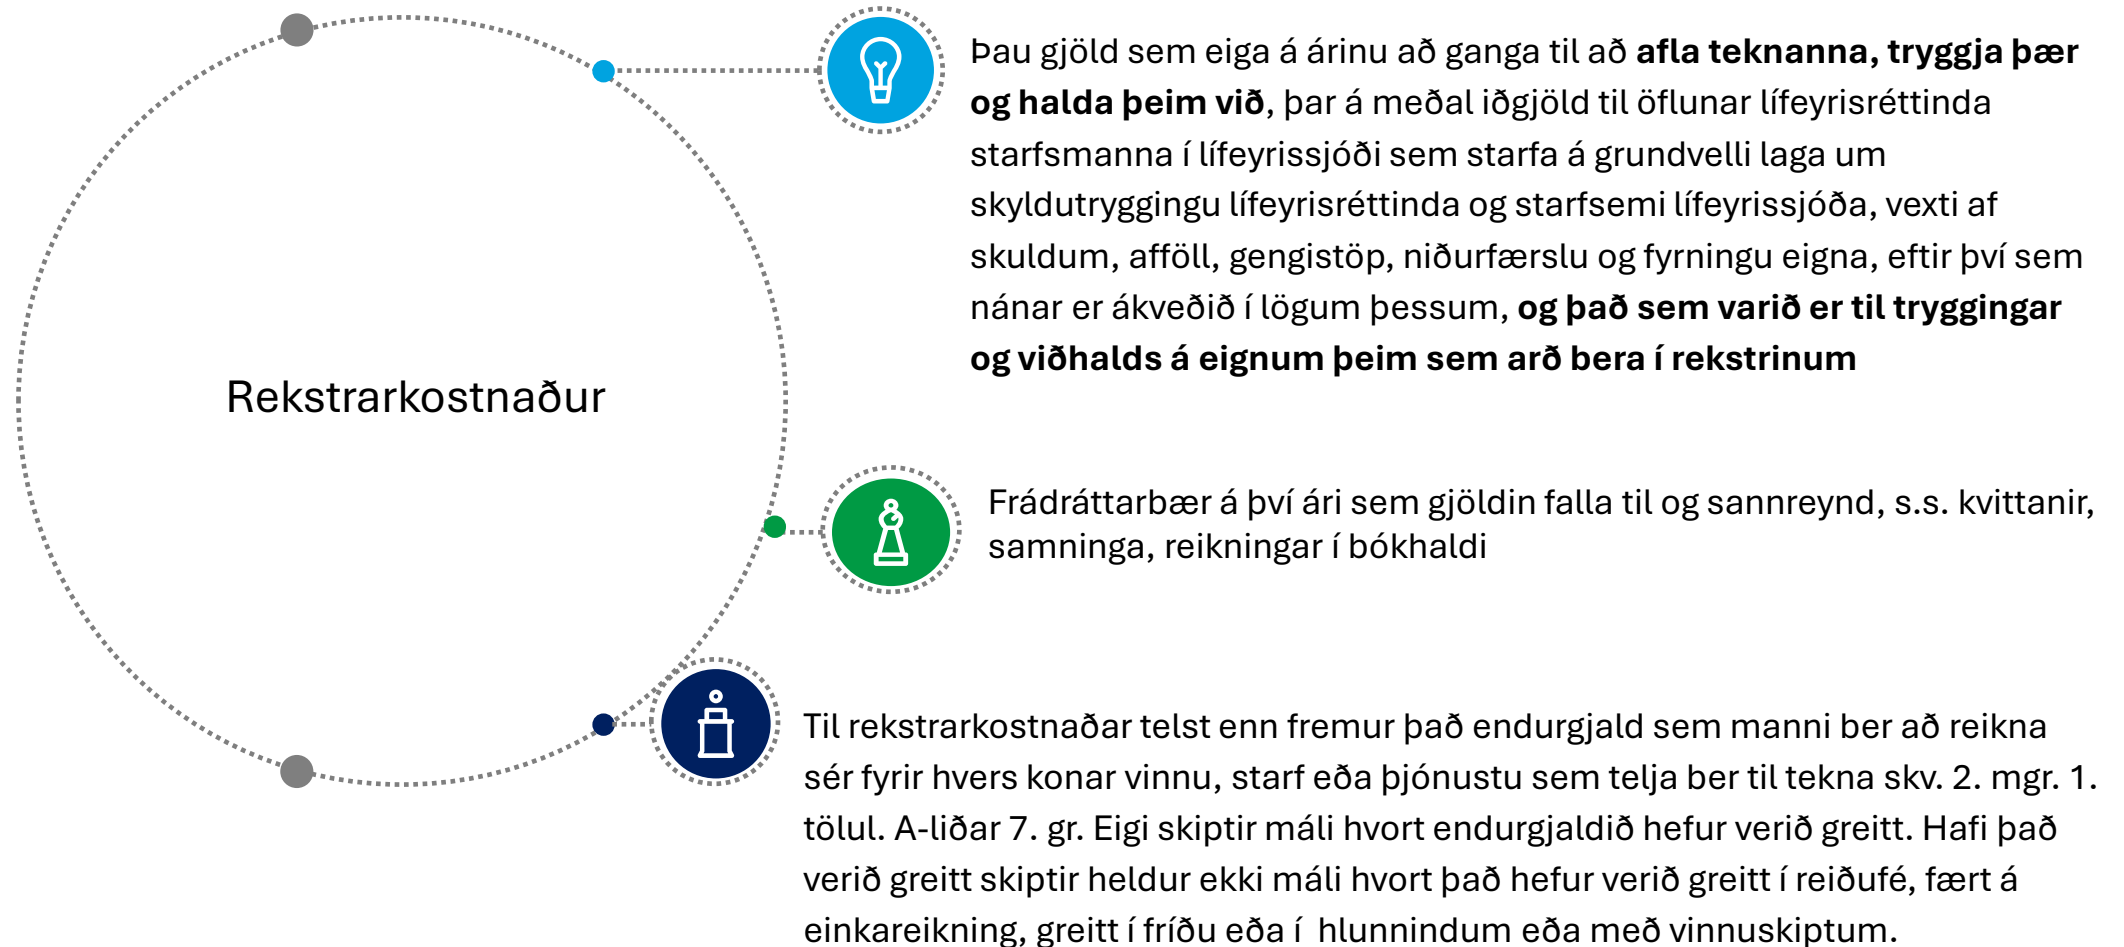 Rekstrarkostnaður
Þau gjöld sem eiga á árinu að ganga til að afla teknanna, tryggja þær
og halda þeim við, þar á meðal iðgjöld til öflunar lífeyrisréttinda
starfsmanna í lífeyrissjóði sem starfa á grundvelli laga um
skyldutryggingu lífeyrisréttinda og starfsemi lífeyrissjóða, vexti af
skuldum, afföll, gengistöp, niðurfærslu og fyrningu eigna, eftir því sem
nánar er ákveðið í lögum þessum, og það sem varið er til tryggingar
og viðhalds á eignum þeim sem arð bera í rekstrinum
Frádráttarbær á því ári sem gjöldin falla til og sannreynd, s.s. kvittanir,
samninga, reikningar í bókhaldi
Til rekstrarkostnaðar telst enn fremur það endurgjald sem manni ber að reikna
sér fyrir hvers konar vinnu, starf eða þjónustu sem telja ber til tekna skv. 2. mgr. 1.
tölul. A-liðar 7. gr. Eigi skiptir máli hvort endurgjaldið hefur verið greitt. Hafi það
verið greitt skiptir heldur ekki máli hvort það hefur verið greitt í reiðufé, fært á
einkareikning, greitt í fríðu eða í  hlunnindum eða með vinnuskiptum.